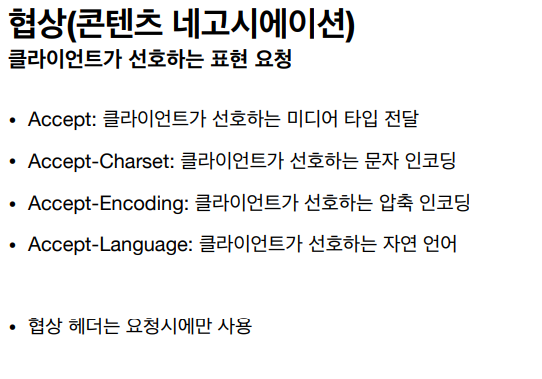 협상(콘텐츠 네고시에이션)
클라이언트가 선호하는 표현 요청
• Accept: 클라이언트가 선호하는 미디어 타입 전달
• Accept-Charset: 클라이언트가 선호하는 문자 인코딩
• Accept-Encoding: 클라이언트가 선호하는 압축 인코딩
• Accept-Language: 클라이언트가 선호하는 자연 언어
• 협상 헤더는 요청시에만 사용